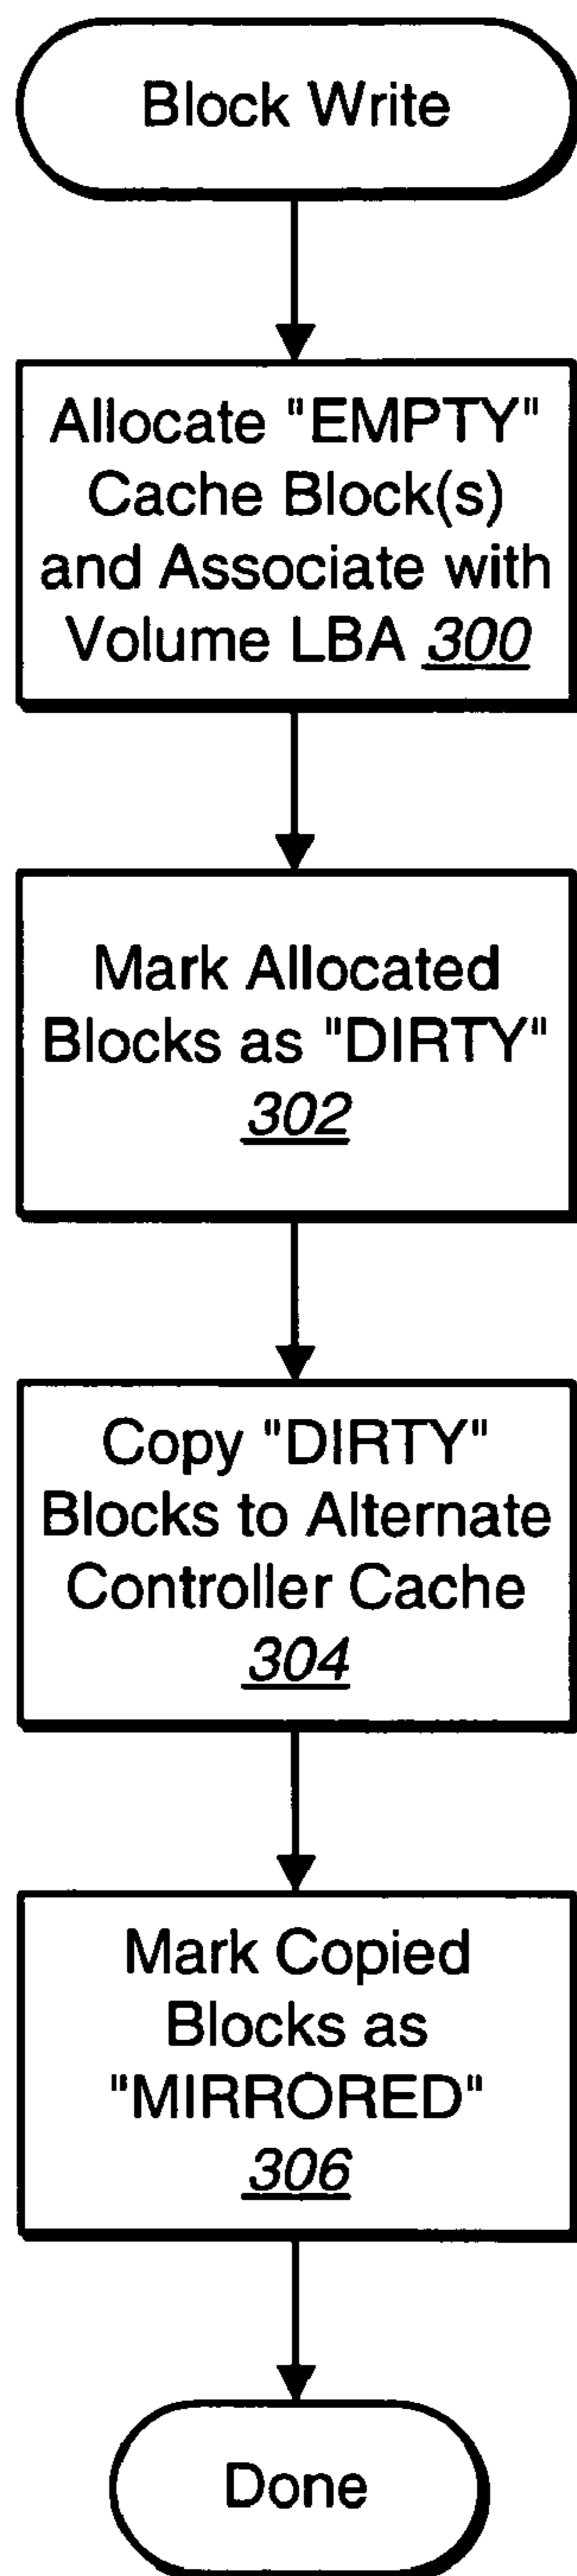 Block Write
Allocate "EMPTY"
Cache Block(s)
and Associate with
Volume LBA 300
Mark Allocated
Blocks as "DIRTY"
302
Copy "DIRTY"
Blocks to Alternate
Controller Cache
304
Mark Copied
Blocks as
"MIRRORED"
306
Done